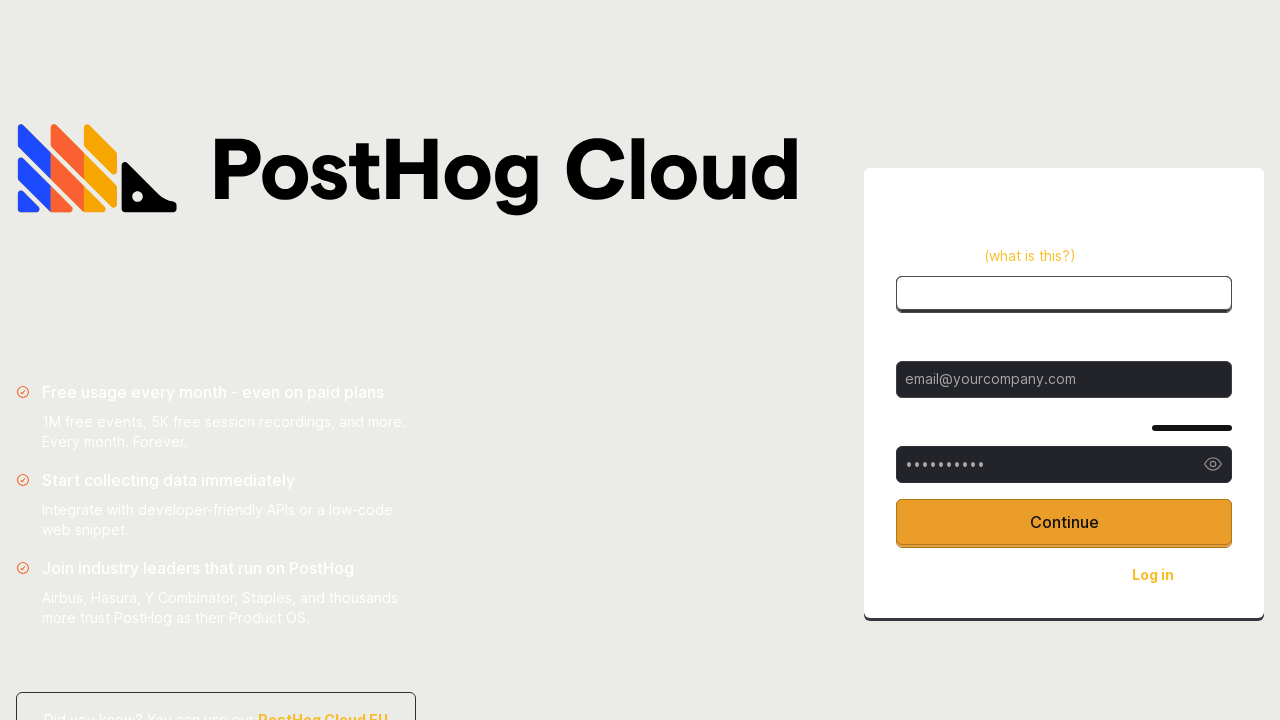 PostHog Cloud
(what is this?)
email@yourcompany.com
••••••••••
Continue
Log in
Free usage every month - even on paid plans
1M free events, 5K free session recordings, and more.
Every month. Forever.
Start collecting data immediately
Integrate with developer-friendly APIs or a low-code
web snippet.
Join industry leaders that run on PostHog
Airbus, Hasura, Y Combinator, Staples, and thousands
more trust PostHog as their Product OS.
Did you know? You can use our PostHog Cloud EU